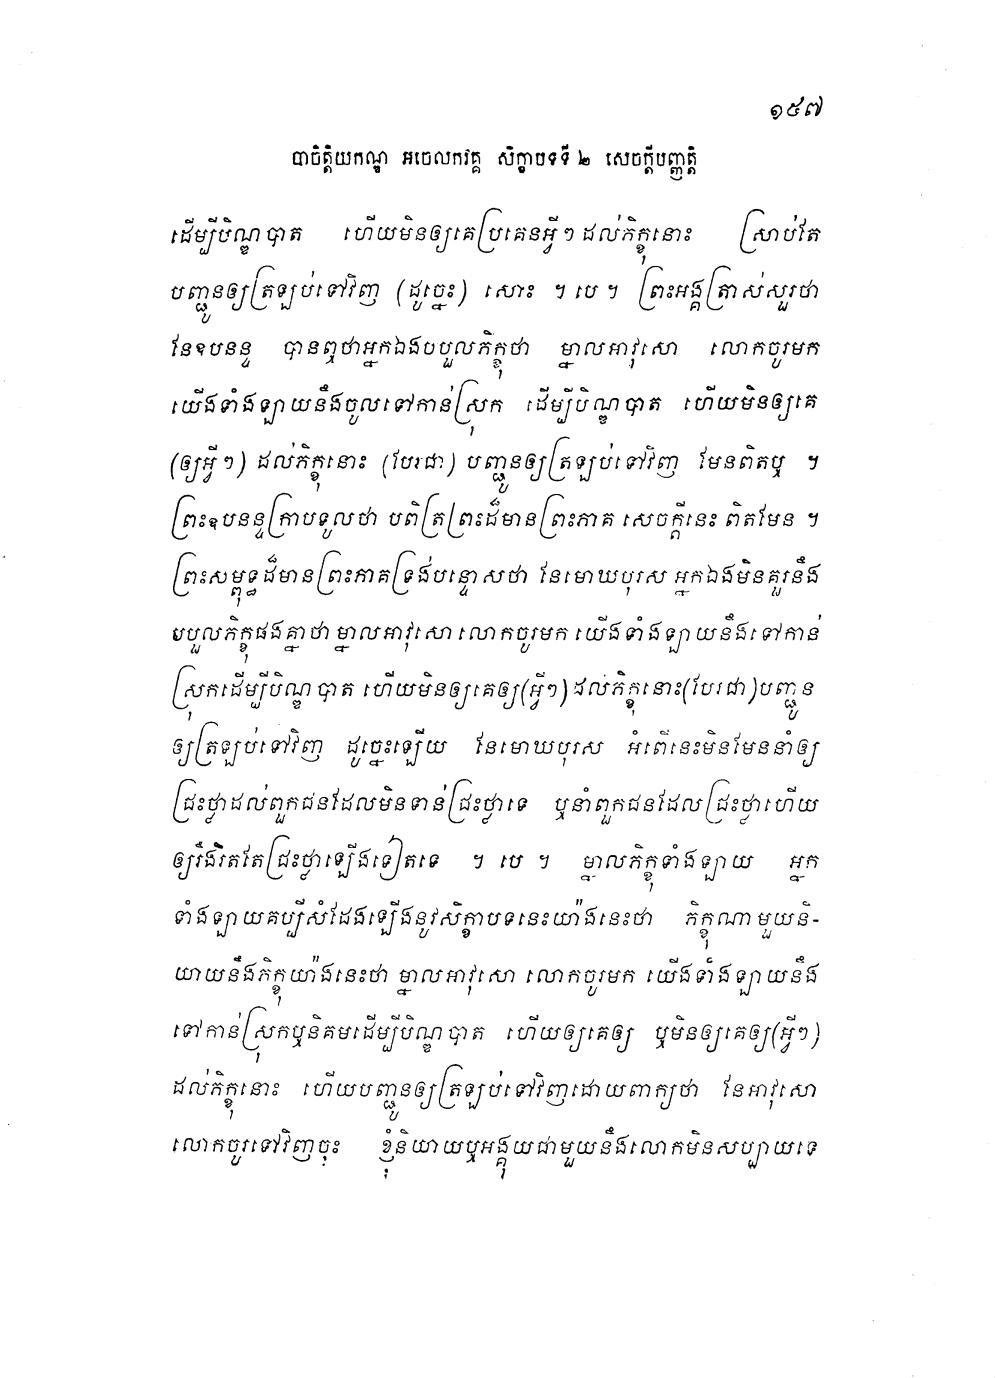 ១៥៧
បាចិត្តិយកណ្ឌ អចេលកវគ្គ សិក្ខាបទទី ២ សេចក្តីបញ្ញត្តិ
ដើម្បីបិណ្ឌបាត ហើយមិនឲ្យគេប្រគេនអ្វីៗដល់ភិក្ខុនោះ ស្រាប់តែ
បញ្ជូនឲ្យត្រឡប់ទៅវិញ (ដូច្នេះ) សោះ ។ បេ ។ ព្រះអង្គត្រាស់សួរថា
នែឧបនន្ទ បានឮថាអ្នកឯងបបួលភិក្ខុថា ម្នាលអាវុសោ លោកចូរមក
យើងទាំងឡាយនឹងចូលទៅកាន់ស្រុក ដើម្បីបិណ្ឌបាត ហើយមិនឲ្យគេ
(ឲ្យអ្វីៗ) ដល់ភិក្ខុនោះ (បែរជា) បញ្ជូនឲ្យត្រឡប់ទៅវិញ មែនពិតឬ ។
ព្រះឧបនន្ទក្រាបទូលថា បពិត្រព្រះដ៏មានព្រះភាគ សេចក្តីនេះ ពិតមែន ។
ព្រះសម្ពុទ្ធដ៏មានព្រះភាគទ្រង់បន្ទោសថា នែមោឃបុរស អ្នកឯងមិនគួរនឹង
បបួលភិក្ខុផងគ្នាថា ម្នាលអាវុសោ លោកចូរមក យើងទាំងឡាយនឹងទៅកាន់
ស្រុកដើម្បីបិណ្ឌបាត ហើយមិនឲ្យគេឲ្យ(អ្វីៗ)ដល់ភិក្ខុនោះ(បែរជា)បញ្ជូន
ឲ្យត្រឡប់ទៅវិញ ដូច្នេះឡើយ នែមោឃបុរស អំពើនេះមិនមែននាំឲ្យ
ជ្រះថ្លាដល់ពួកជនដែលមិនទាន់ជ្រះថ្លាទេ ឬនាំពួកជនដែលជ្រះថ្លាហើយ
ឲ្យរឹងរឹតតែជ្រះថ្លាឡើងទៀតទេ ។ បេ ។ ម្នាលភិក្ខុទាំងឡាយ អ្នក
ទាំងឡាយគប្បីសំដែងឡើងនូវសិក្ខាបទនេះយ៉ាងនេះថា ភិក្ខុណាមួយនិ-
យាយនឹងភិក្ខុយ៉ាងនេះថា ម្នាលអាវុសោ លោកចូរមក យើងទាំងឡាយនឹង
ទៅកាន់ស្រុកឬនិគមដើម្បីបិណ្ឌបាត ហើយឲ្យគេឲ្យ ឬមិនឲ្យគេឲ្យ(អ្វីៗ)
ដល់ភិក្ខុនោះ ហើយបញ្ជូនឲ្យត្រឡប់ទៅវិញដោយពាក្យថា នែអាវុសោ
លោកចូរទៅវិញចុះ ខ្ញុំនិយាយឬអង្គុយជាមួយនឹងលោកមិនសប្បាយទេ